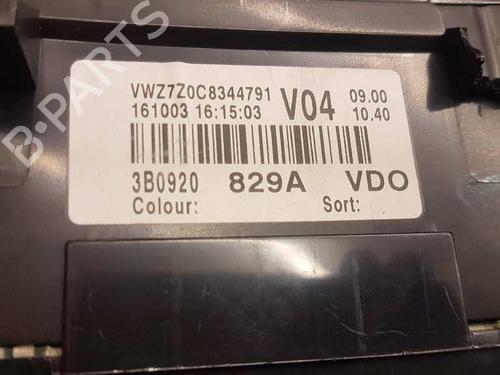 VWZ7Z0C8344791
161003 16:15:03
V04
09.00
10.40
3B0920 829A VDO
Colour: Sort:
B-PARTS